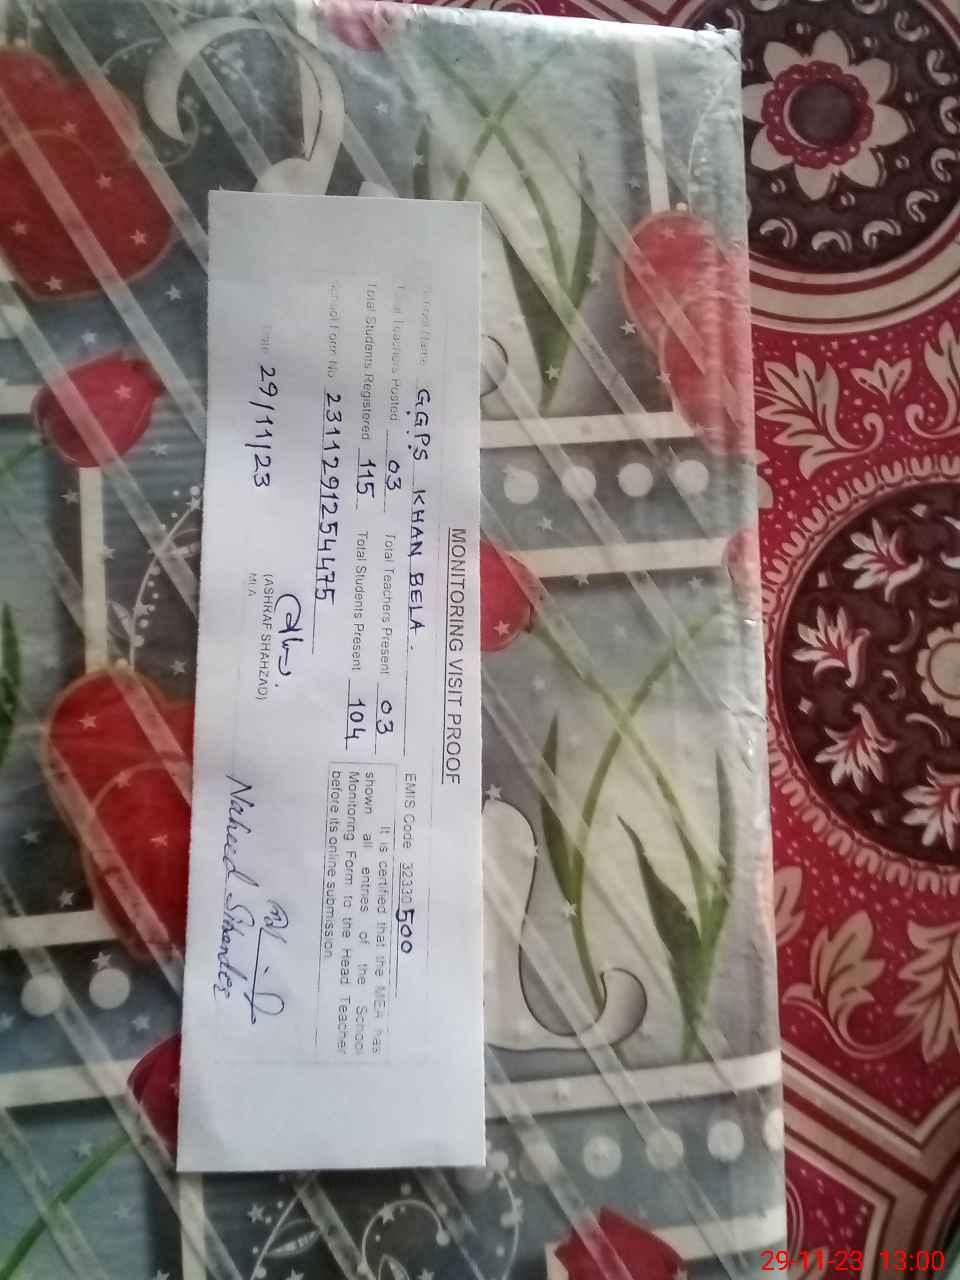 MONITORING VISIT PROOF
School Name G.G.P.S KHAN BELA. EMIS Code 32330500
Total Teachers Posted 03 Total Teachers Present 03
Total Students Registered 115 Total Students Present 104
School Form No 23112912544475
It is certified that the MEA has
shown all entries of the School
Monitoring Form to the Head Teacher
before its online submission.
Date 29/11/23
(ASHRAF SHAHZAD)
MEA
Naheed
29-11-23 13:00